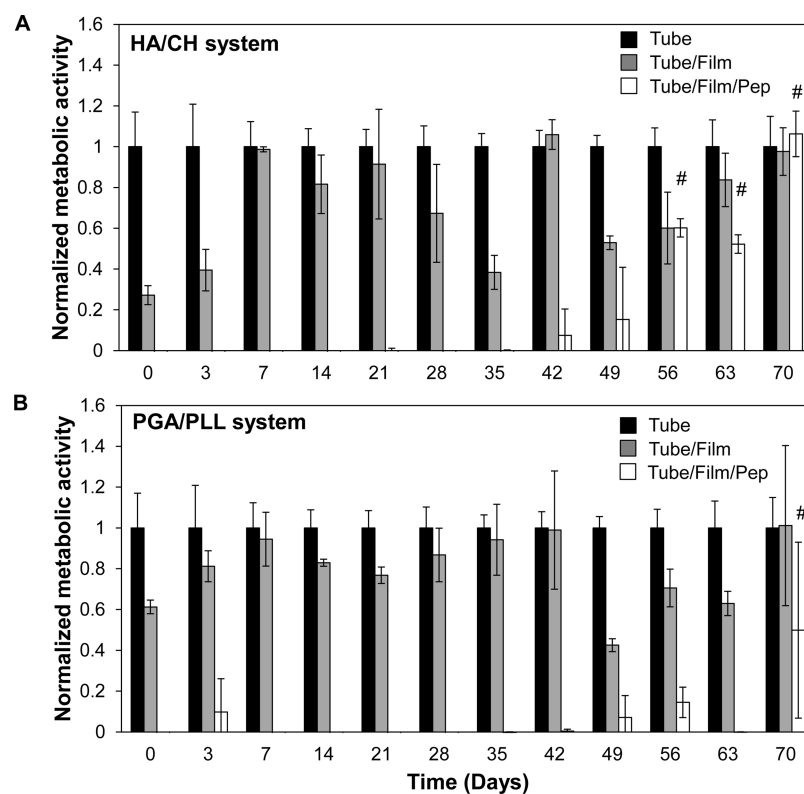 A
HA/CH system
Tube
Tube/Film
Tube/Film/Pep
Normalized metabolic activity
1.6
1.4
1.2
1
0.8
0.6
0.4
0.2
0
# # #
0 3 7 14 21 28 35 42 49 56 63 70
B
PGA/PLL system
Tube
Tube/Film
Tube/Film/Pep
Normalized metabolic activity
1.6
1.4
1.2
1
0.8
0.6
0.4
0.2
0
#
0 3 7 14 21 28 35 42 49 56 63 70
Time (Days)